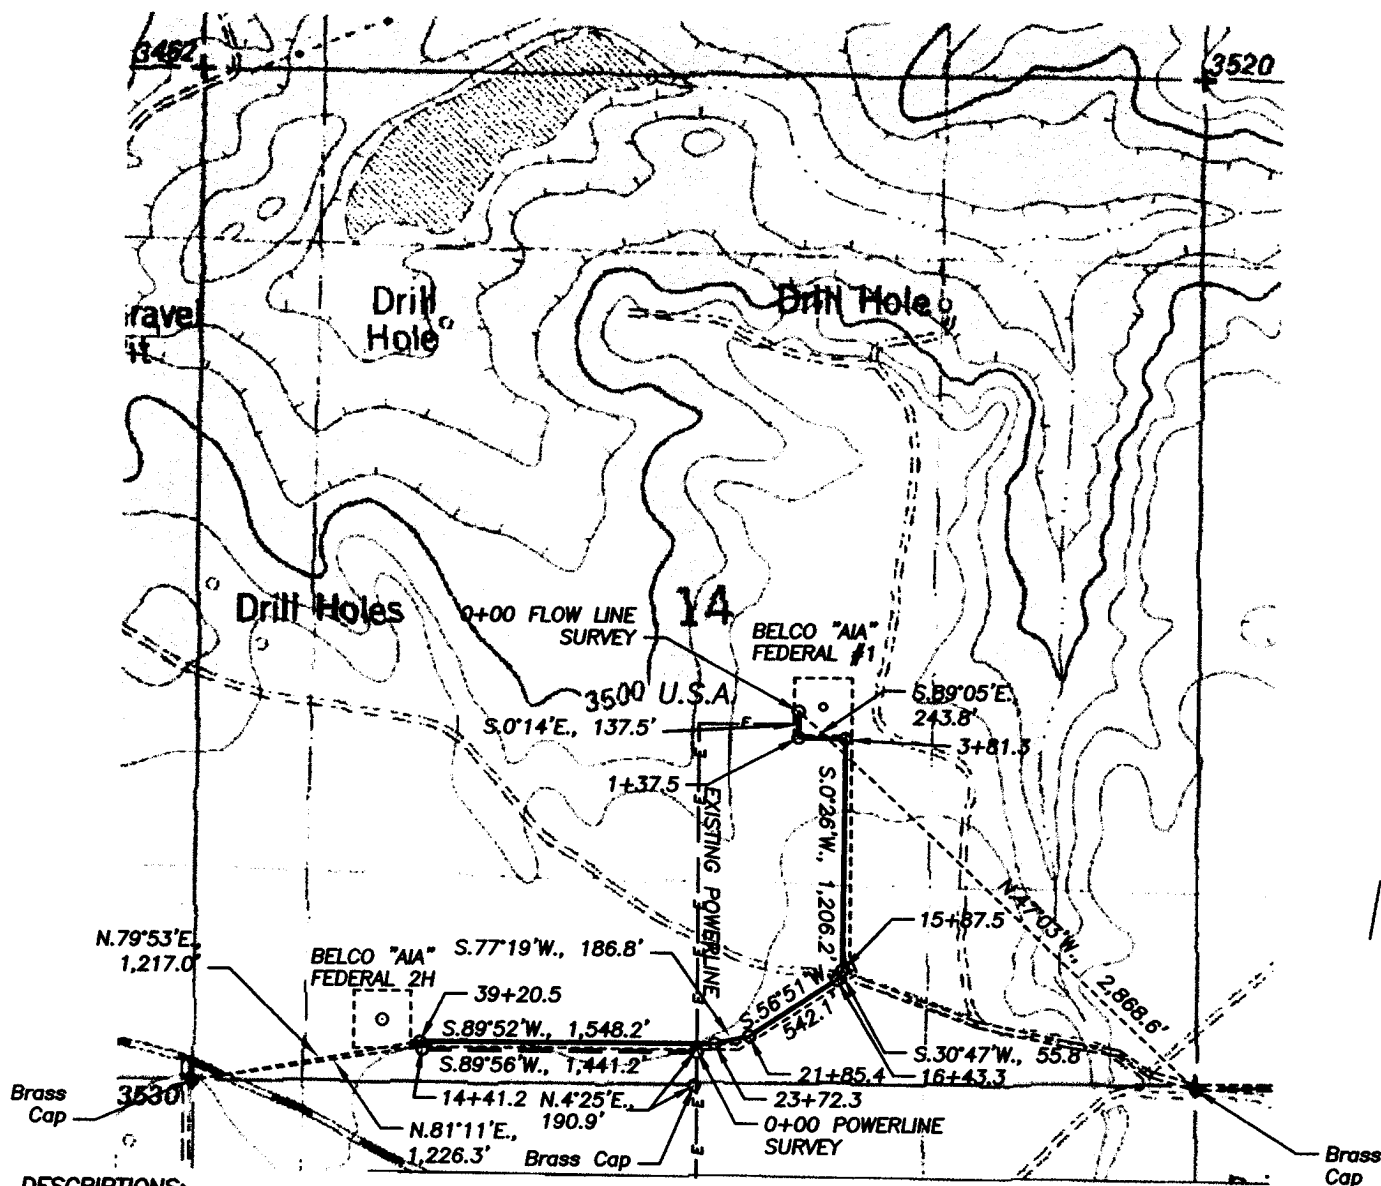 3462
3520
Drill
Hole
Drill Hole
ravel
it
Drill Holes
14
0+00 FLOW LINE
SURVEY
BELCO "AIA"
FEDERAL #1
3500
U.S.A.
S.89°05'E.,
243.8'
S.0°14'E., 137.5'
3+81.3
1+37.5
EXISTING POWERLINE
S.0°26'W., 1,206.2'
N.47°03'W.,
2,868.6'
15+87.5
N.79°53'E.,
1,217.0'
BELCO "AIA"
FEDERAL 2H
S.77°19'W., 186.8'
39+20.5
S.56°51'W.,
542.1'
S.89°52'W., 1,548.2'
S.89°56'W., 1,441.2'
S.30°47'W., 55.8'
21+85.4
16+43.3
Brass
Cap
3530
14+41.2
N.4°25'E.,
190.9'
23+72.3
N.81°11'E.,
1,226.3'
0+00 POWERLINE
SURVEY
Brass Cap
Brass
Cap
DESCRIPTIONS: